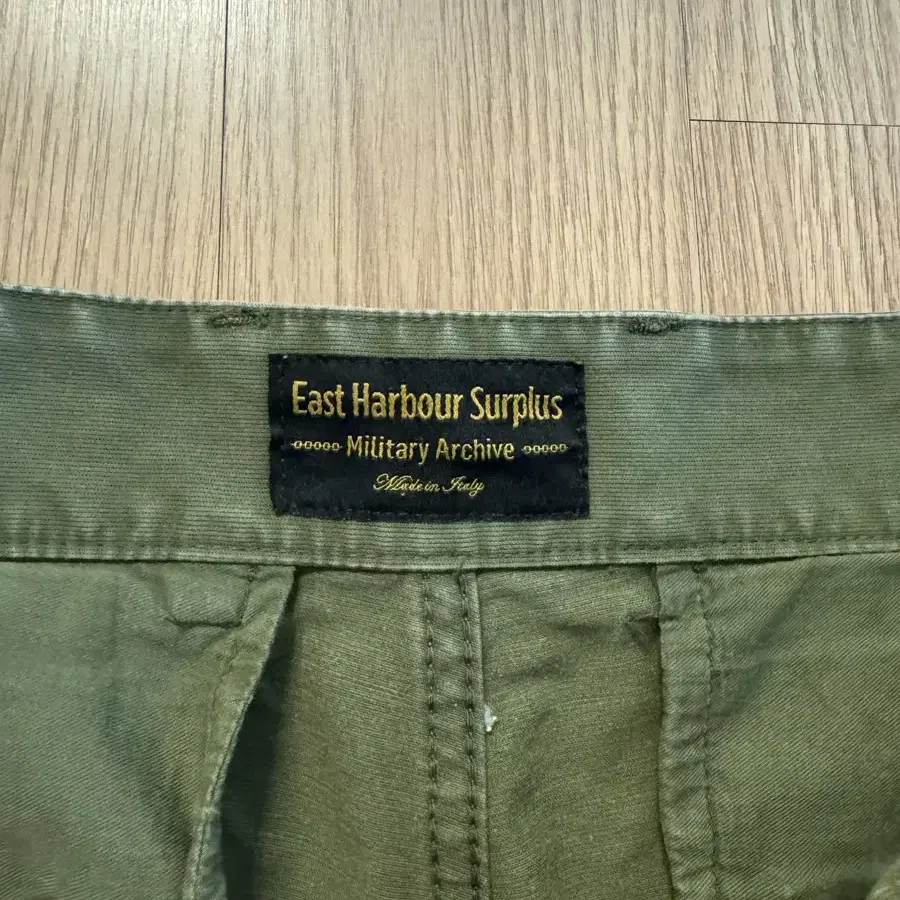 East Harbour Surplus
Military Archive
Made in Italy